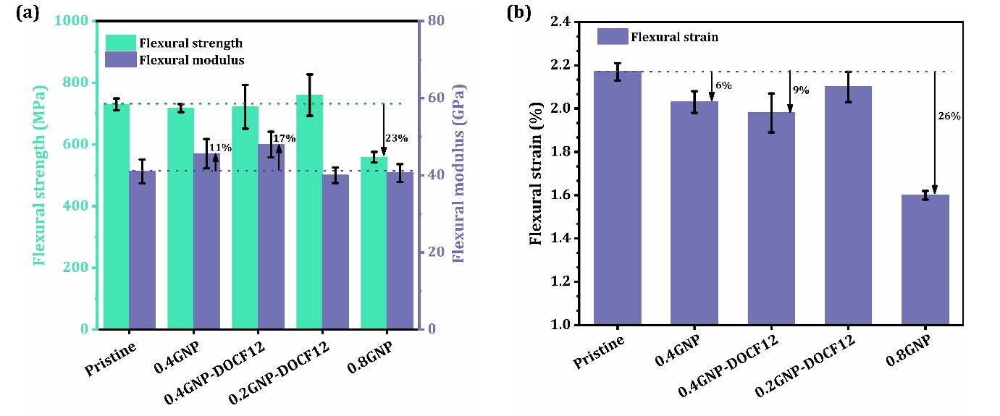 (a)
Flexural strength
Flexural modulus
Flexural strength (MPa)
1000
800
600
400
200
0
11%
17%
23%
80
60
40
20
0
Flexural modulus (GPa)
Pristine
0.4GNP
0.4GNP-DOCF12
0.2GNP-DOCF12
0.8GNP
(b)
Flexural strain
Flexural strain (%)
2.4
2.2
2.0
1.8
1.6
1.4
1.2
1.0
6%
9%
26%
Pristine
0.4GNP
0.4GNP-DOCF12
0.2GNP-DOCF12
0.8GNP